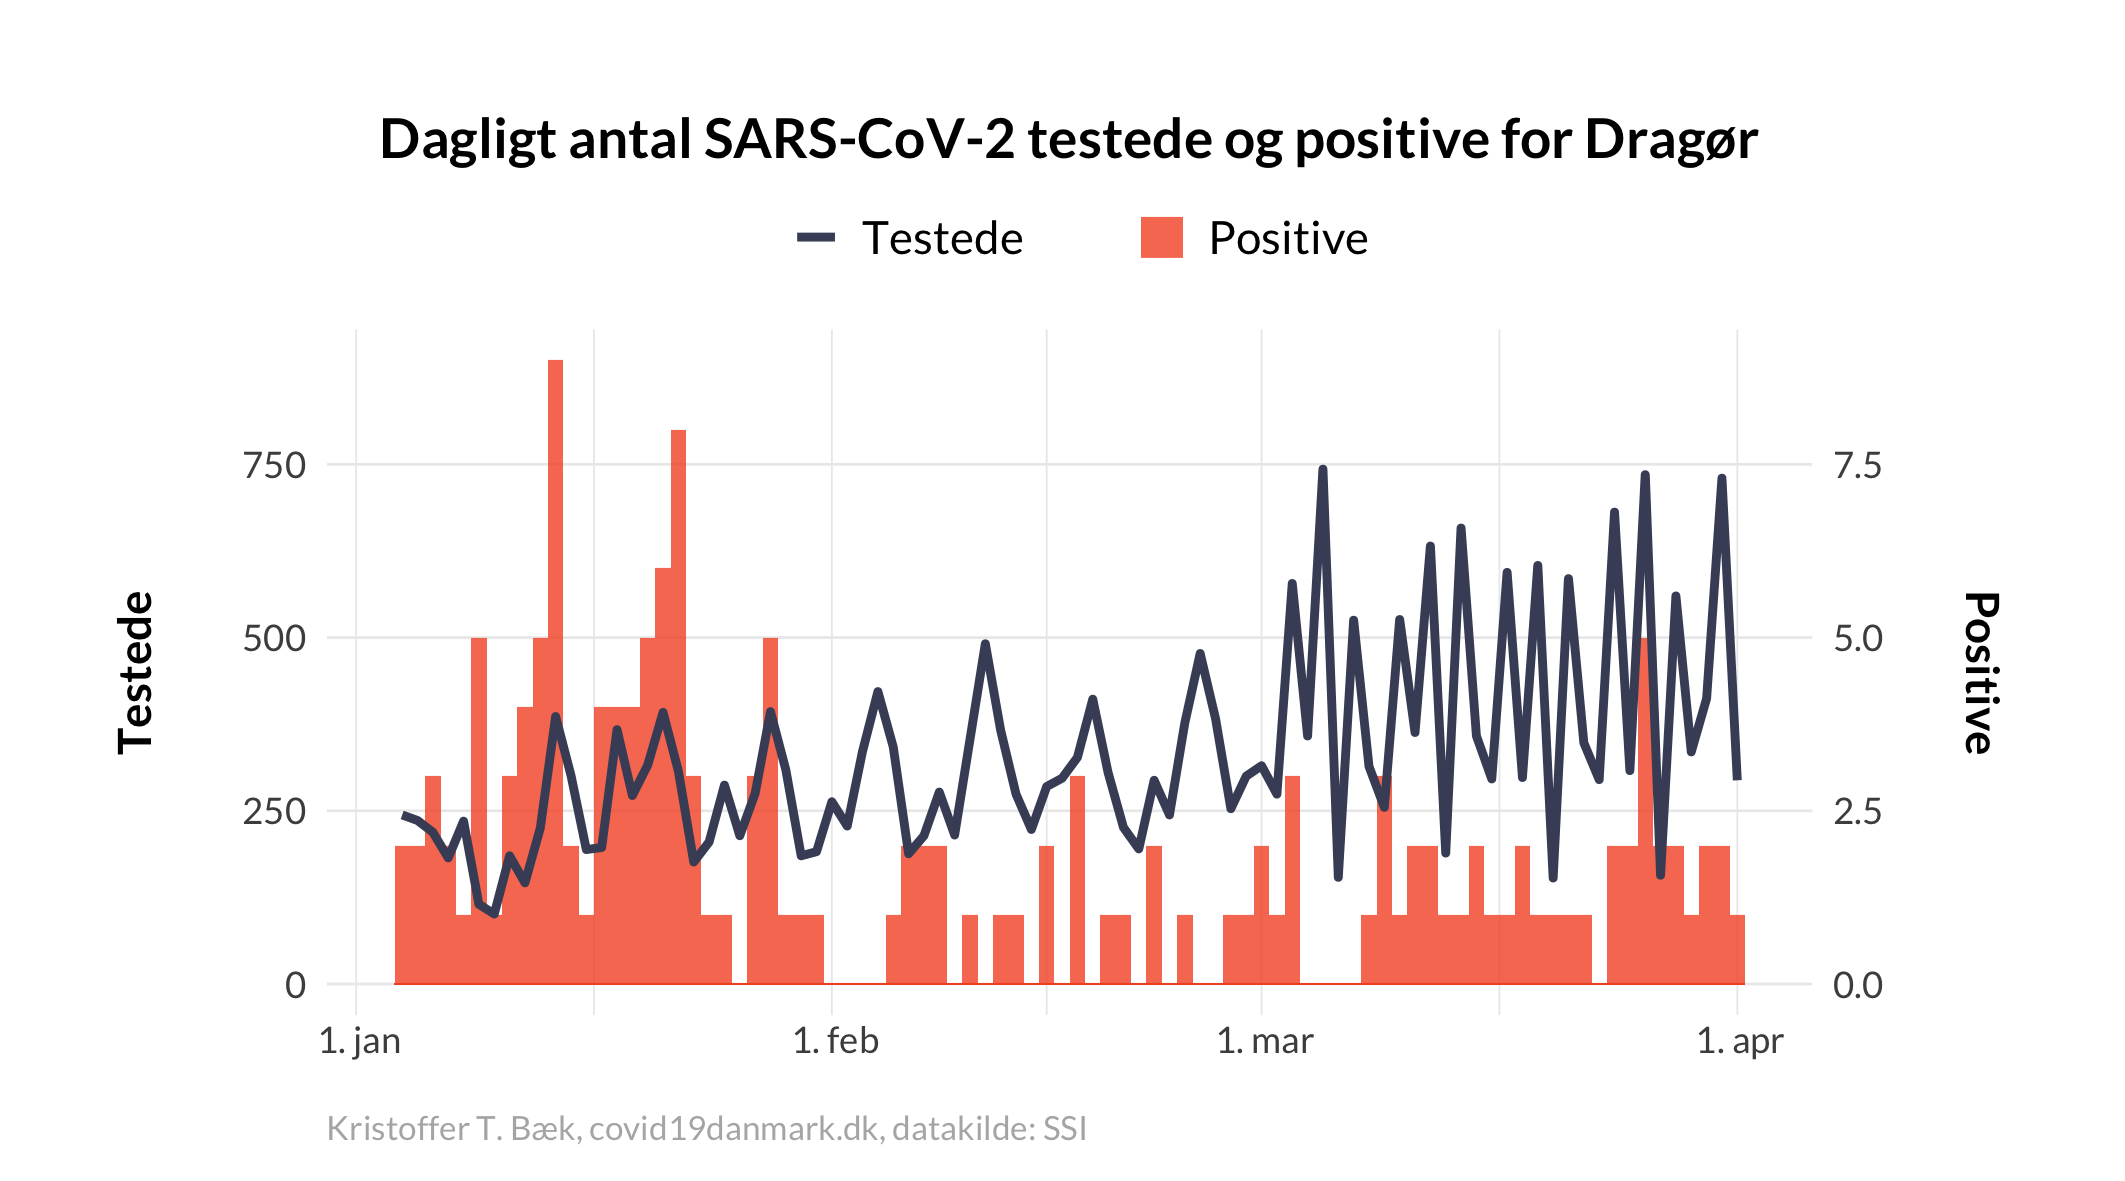 Dagligt antal SARS-CoV-2 testede og positive for Dragør
Testede Positive
750 7.5
500 5.0
Testede
Positive
250 2.5
0 0.0
1. jan 1. feb 1. mar 1. apr
Kristoffer T. Bæk, covid19danmark.dk, datakilde: SSI